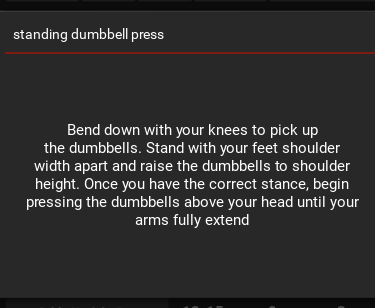 standing dumbbell press
Bend down with your knees to pick up
the dumbbells. Stand with your feet shoulder
width apart and raise the dumbbells to shoulder
height. Once you have the correct stance, begin
pressing the dumbbells above your head until your
arms fully extend